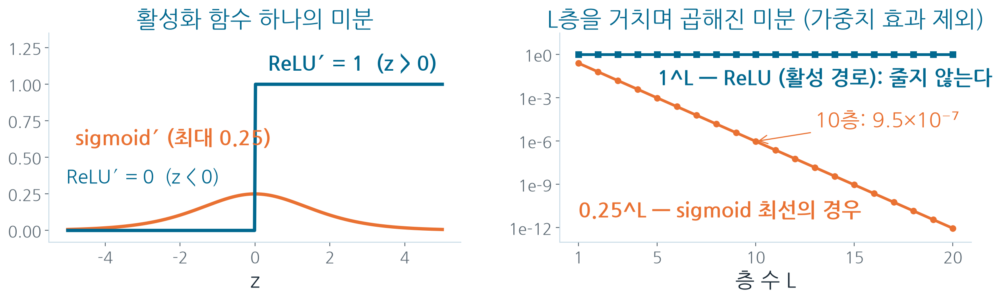 활성화 함수 하나의 미분
1.25
1.00
0.75
0.50
0.25
0.00
ReLU′ = 1 (z > 0)
sigmoid′ (최대 0.25)
ReLU′ = 0 (z < 0)
-4
-2
0
2
4
z
L층을 거치며 곱해진 미분 (가중치 효과 제외)
1e0
1e-3
1e-6
1e-9
1e-12
1^L — ReLU (활성 경로): 줄지 않는다
10층: 9.5×10⁻⁷
0.25^L — sigmoid 최선의 경우
1
5
10
15
20
층 수 L